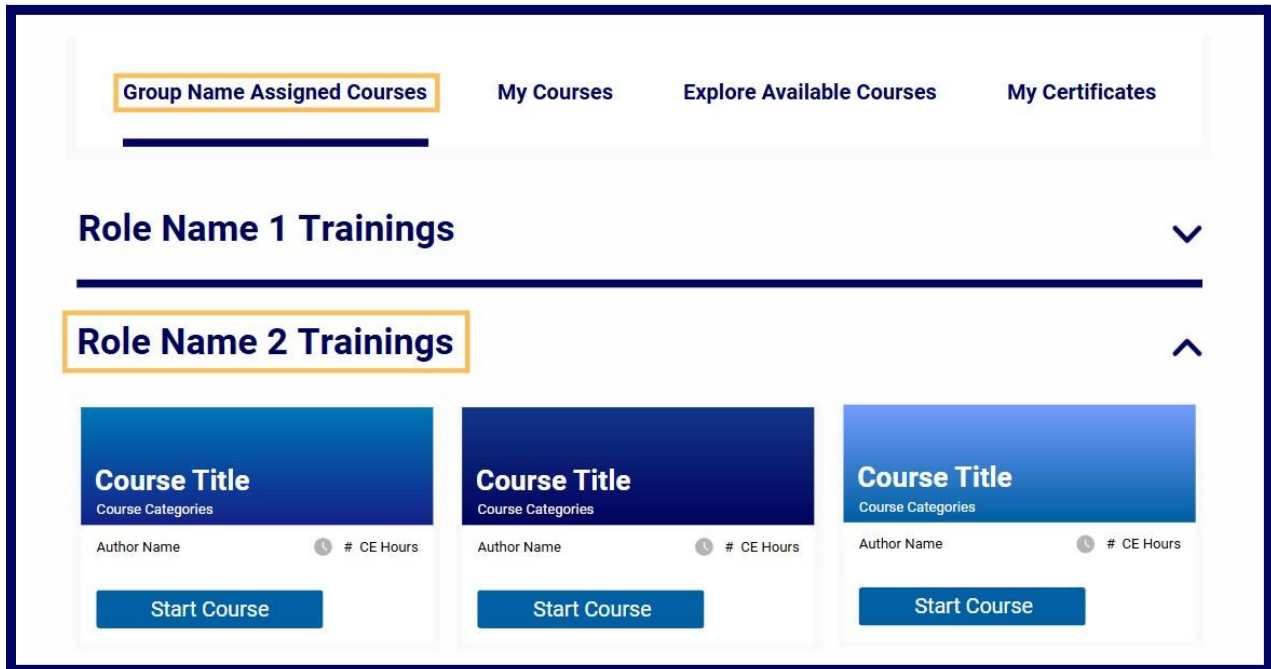 Group Name Assigned Courses My Courses Explore Available Courses My Certificates
Role Name 1 Trainings
Role Name 2 Trainings
Course Title
Course Categories
Author Name # CE Hours
Start Course
Course Title
Course Categories
Author Name # CE Hours
Start Course
Course Title
Course Categories
Author Name # CE Hours
Start Course